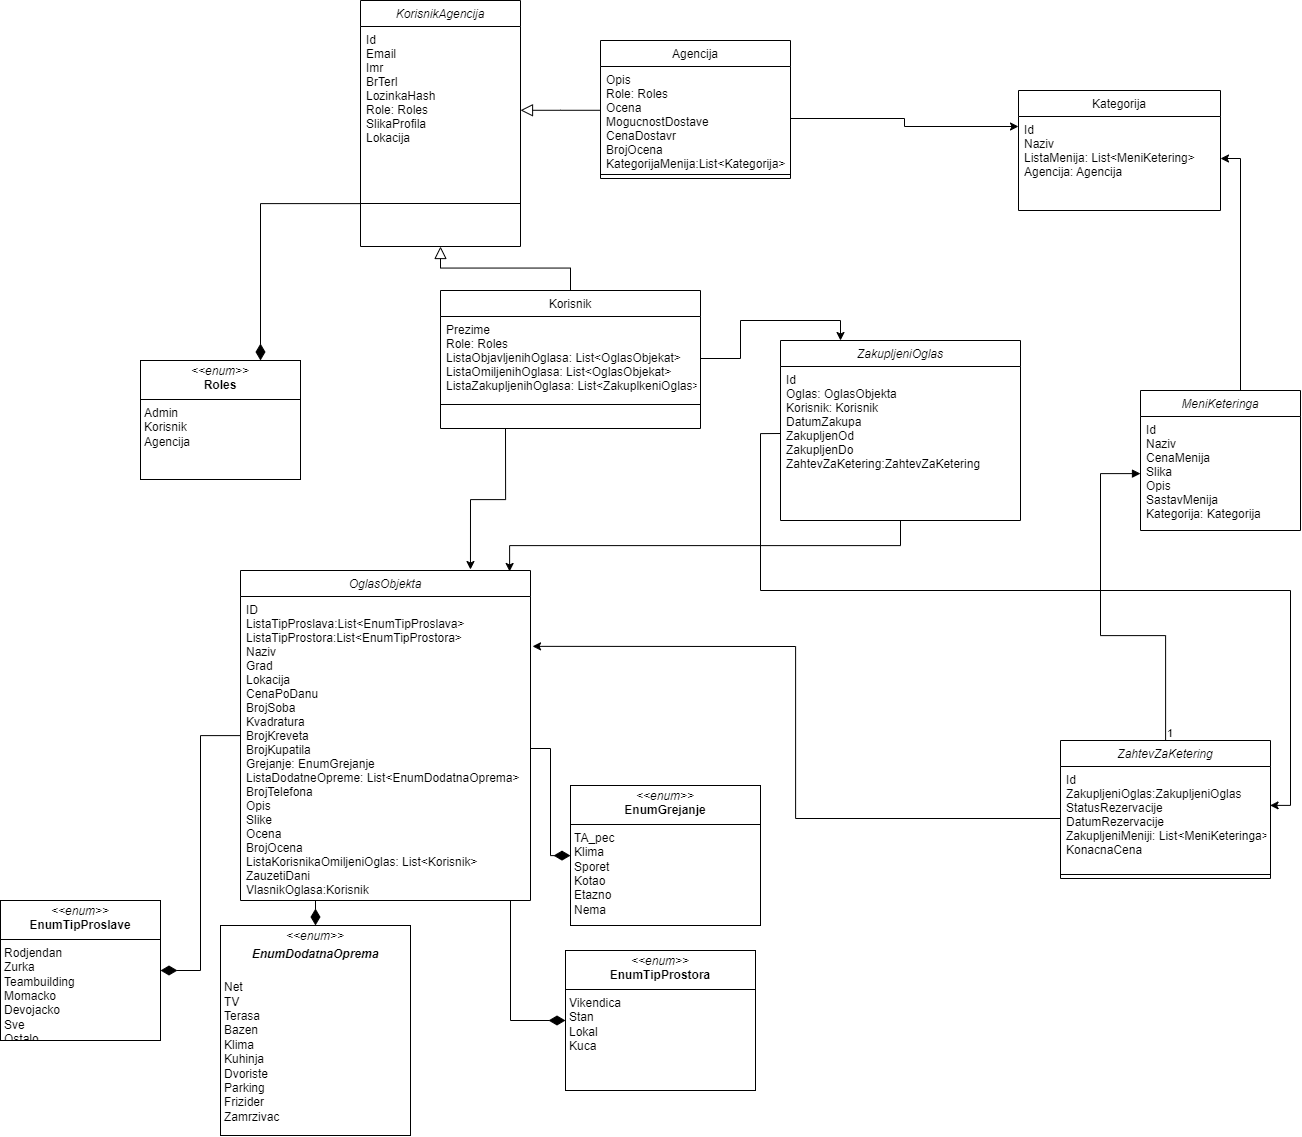 KorisnikAgencija
Id
Email
Imr
BrTerl
LozinkaHash
Role: Roles
SlikaProfila
Lokacija
Agencija
Opis
Role: Roles
Ocena
MogucnostDostave
CenaDostavr
BrojOcena
KategorijaMenija:List<Kategorija>
Kategorija
Id
Naziv
ListaMenija: List<MeniKetering>
Agencija: Agencija
Korisnik
Prezime
Role: Roles
ListaObjavljenihOglasa: List<OglasObjekat>
ListaOmiljenihOglasa: List<OglasObjekat>
ListaZakupljenihOglasa: List<ZakuplkeniOglas>
ZakupljeniOglas
Id
Oglas: OglasObjekta
Korisnik: Korisnik
DatumZakupa
ZakupljenOd
ZakupljenDo
ZahtevZaKetering:ZahtevZaKetering
<<enum>>
Roles
Admin
Korisnik
Agencija
MeniKeteringa
Id
Naziv
CenaMenija
Slika
Opis
SastavMenija
Kategorija: Kategorija
OglasObjekta
ID
ListaTipProslava:List<EnumTipProslava>
ListaTipProstora:List<EnumTipProstora>
Naziv
Grad
Lokacija
CenaPoDanu
BrojSoba
Kvadratura
BrojKreveta
BrojKupatila
Grejanje: EnumGrejanje
ListaDodatneOpreme: List<EnumDodatnaOprema>
BrojTelefona
Opis
Slike
Ocena
BrojOcena
ListaKorisnikaOmiljeniOglas: List<Korisnik>
ZauzetiDani
VlasnikOglasa:Korisnik
1
ZahtevZaKetering
Id
ZakupljeniOglas:ZakupljeniOglas
StatusRezervacije
DatumRezervacije
ZakupljeniMeniji: List<MeniKeteringa>
KonacnaCena
<<enum>>
EnumGrejanje
TA_pec
Klima
Sporet
Kotao
Etazno
Nema
<<enum>>
EnumTipProslave
Rodjendan
Zurka
Teambuilding
Momacko
Devojacko
Sve
Ostalo
<<enum>>
EnumDodatnaOprema
Net
TV
Terasa
Bazen
Klima
Kuhinja
Dvoriste
Parking
Frizider
Zamrzivac
<<enum>>
EnumTipProstora
Vikendica
Stan
Lokal
Kuca